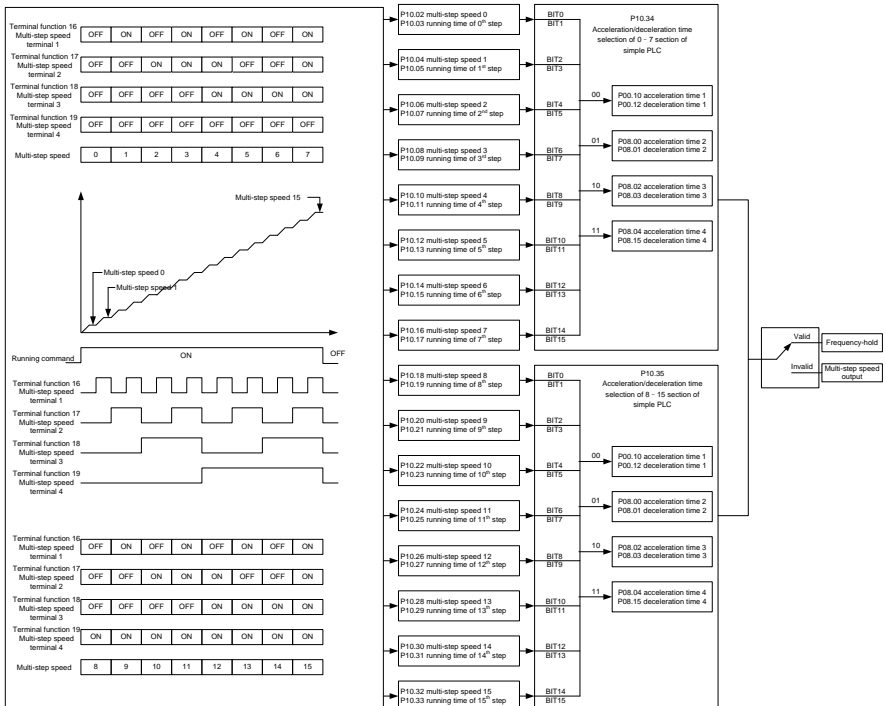 Terminal function 16
Multi-step speed
terminal 1
OFF ON OFF ON OFF ON OFF ON
Terminal function 17
Multi-step speed
terminal 2
OFF OFF ON ON OFF OFF ON ON
Terminal function 18
Multi-step speed
terminal 3
OFF OFF OFF OFF ON ON ON ON
Terminal function 19
Multi-step speed
terminal 4
OFF OFF OFF OFF OFF OFF OFF OFF
Multi-step speed 0 1 2 3 4 5 6 7
Multi-step speed 15
Multi-step speed 0
Multi-step speed 1
Running command ON OFF
Terminal function 16
Multi-step speed
terminal 1
Terminal function 17
Multi-step speed
terminal 2
Terminal function 18
Multi-step speed
terminal 3
Terminal function 19
Multi-step speed
terminal 4
Terminal function 16
Multi-step speed
terminal 1
OFF ON OFF ON OFF ON OFF ON
Terminal function 17
Multi-step speed
terminal 2
OFF OFF ON ON OFF OFF ON ON
Terminal function 18
Multi-step speed
terminal 3
OFF OFF OFF OFF ON ON ON ON
Terminal function 19
Multi-step speed
terminal 4
ON ON ON ON ON ON ON ON
Multi-step speed 8 9 10 11 12 13 14 15
P10.02 multi-step speed 0
P10.03 running time of 0th step
P10.04 multi-step speed 1
P10.05 running time of 1st step
P10.06 multi-step speed 2
P10.07 running time of 2nd step
P10.08 multi-step speed 3
P10.09 running time of 3rd step
P10.10 multi-step speed 4
P10.11 running time of 4th step
P10.12 multi-step speed 5
P10.13 running time of 5th step
P10.14 multi-step speed 6
P10.15 running time of 6th step
P10.16 multi-step speed 7
P10.17 running time of 7th step
P10.18 multi-step speed 8
P10.19 running time of 8th step
P10.20 multi-step speed 9
P10.21 running time of 9th step
P10.22 multi-step speed 10
P10.23 running time of 10th step
P10.24 multi-step speed 11
P10.25 running time of 11th step
P10.26 multi-step speed 12
P10.27 running time of 12th step
P10.28 multi-step speed 13
P10.29 running time of 13th step
P10.30 multi-step speed 14
P10.31 running time of 14th step
P10.32 multi-step speed 15
P10.33 running time of 15th step
BIT0
BIT1
BIT2
BIT3
BIT4
BIT5
BIT6
BIT7
BIT8
BIT9
BIT10
BIT11
BIT12
BIT13
BIT14
BIT15
P10.34
Acceleration/deceleration time
selection of 0 - 7 section of
simple PLC
00
P00.10 acceleration time 1
P00.12 deceleration time 1
01
P08.00 acceleration time 2
P08.01 deceleration time 2
10
P08.02 acceleration time 3
P08.03 deceleration time 3
11
P08.04 acceleration time 4
P08.15 deceleration time 4
BIT0
BIT1
BIT2
BIT3
BIT4
BIT5
BIT6
BIT7
BIT8
BIT9
BIT10
BIT11
BIT12
BIT13
BIT14
BIT15
P10.35
Acceleration/deceleration time
selection of 8 - 15 section of
simple PLC
00
P00.10 acceleration time 1
P00.12 deceleration time 1
01
P08.00 acceleration time 2
P08.01 deceleration time 2
10
P08.02 acceleration time 3
P08.03 deceleration time 3
11
P08.04 acceleration time 4
P08.15 deceleration time 4
Valid
Frequency-hold
Invalid
Multi-step speed
output